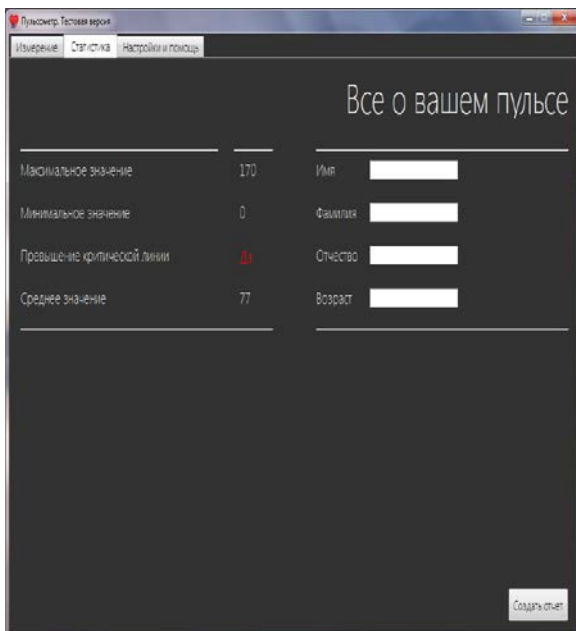 Пульсометр. Тестовая версия
Измерение Статистика Настройки и помощь
Все о вашем пульсе
Максимальное значение 170
Минимальное значение 0
Превышение критической линии Да
Среднее значение 77
Имя
Фамилия
Отчество
Возраст
Создать отчет